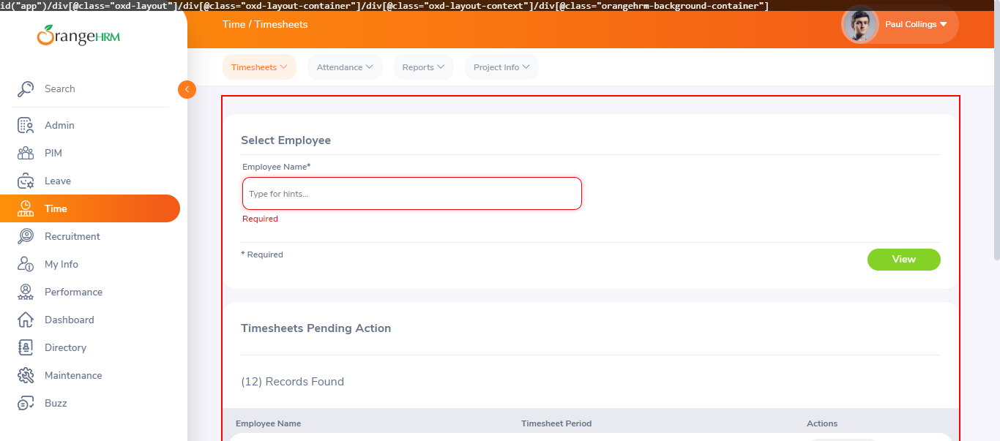 id("app")/div[@class="oxd-layout"]/div[@class="oxd-layout-container"]/div[@class="oxd-layout-context"]/div[@class="orangehrm-background-container"]
OrangeHRM
Time / Timesheets
Paul Collings
Timesheets
Attendance
Reports
Project Info
Search
Admin
PIM
Leave
Time
Recruitment
My Info
Performance
Dashboard
Directory
Maintenance
Buzz
Select Employee
Employee Name*
Type for hints...
Required
* Required
View
Timesheets Pending Action
(12) Records Found
Employee Name Timesheet Period Actions